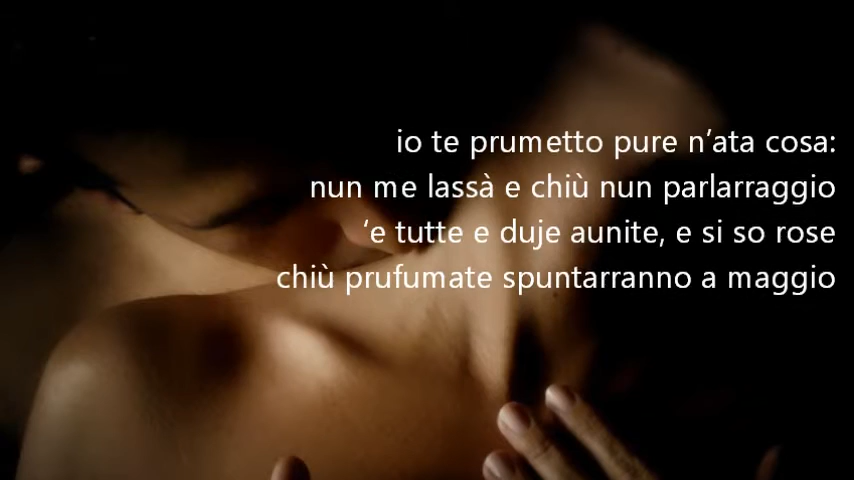 io te prumetto pure n’ata cosa:
nun me lassà e chiù nun parlarraggio
‘e tutte e duje aunite, e si so rose
chiù prufumate spuntarranno a maggio